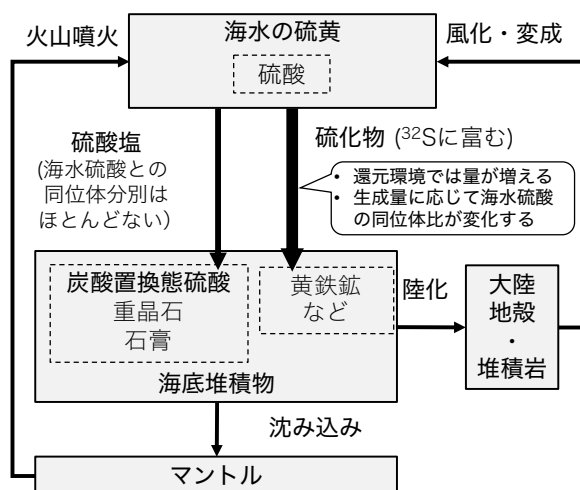 火山噴火
海水の硫黄
硫酸
風化・変成
硫酸塩
(海水硫酸との
同位体分別は
ほとんどない）
硫化物 (³²Sに富む)
• 還元環境では量が増える
• 生成量に応じて海水硫酸
の同位体比が変化する
炭酸置換態硫酸
重晶石
石膏
黄鉄鉱
など
海底堆積物
陸化
大陸
地殻
・
堆積岩
沈み込み
マントル